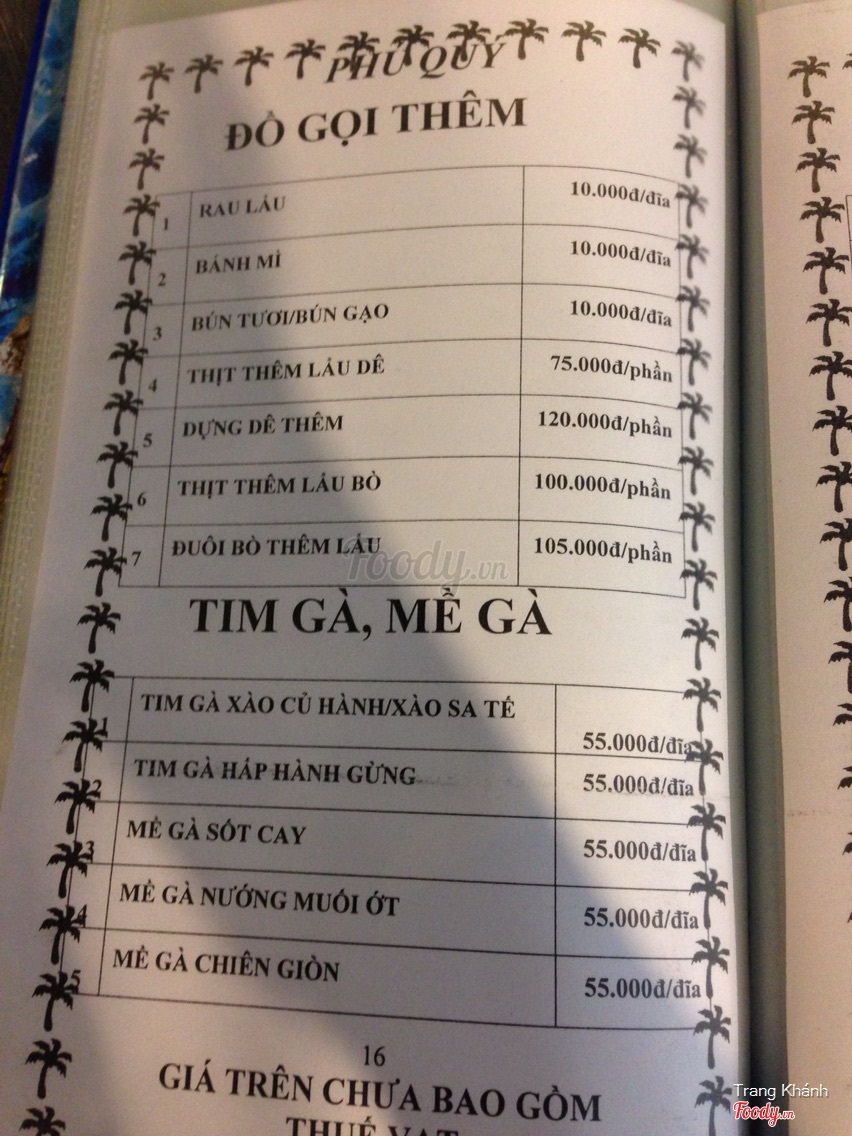 PHÚ QUÝ
ĐỒ GỌI THÊM
1 RAU LẨU 10.000đ/đĩa
2 BÁNH MÌ 10.000đ/đĩa
3 BÚN TƯƠI/BÚN GẠO 10.000đ/đĩa
4 THỊT THÊM LẨU DÊ 75.000đ/phần
5 DỰNG DÊ THÊM 120.000đ/phần
6 THỊT THÊM LẨU BÒ 100.000đ/phần
7 ĐUÔI BÒ THÊM LẨU 105.000đ/phần
foody.vn
TIM GÀ, MỀ GÀ
1 TIM GÀ XÀO CỦ HÀNH/XÀO SA TẾ 55.000đ/đĩa
2 TIM GÀ HẤP HÀNH GỪNG 55.000đ/đĩa
3 MỀ GÀ SỐT CAY 55.000đ/đĩa
4 MỀ GÀ NƯỚNG MUỐI ỚT 55.000đ/đĩa
5 MỀ GÀ CHIÊN GIÒN 55.000đ/đĩa
16
GIÁ TRÊN CHƯA BAO GỒM
THUẾ VAT
Trang Khánh
Foody.vn